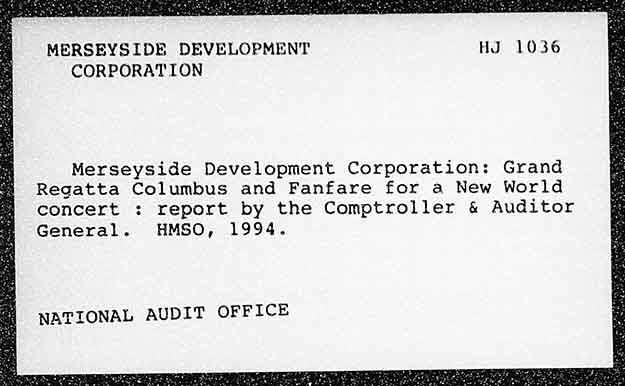 MERSEYSIDE DEVELOPMENT HJ 1036
CORPORATION
Merseyside Development Corporation: Grand
Regatta Columbus and Fanfare for a New World
concert : report by the Comptroller & Auditor
General. HMSO, 1994.
NATIONAL AUDIT OFFICE